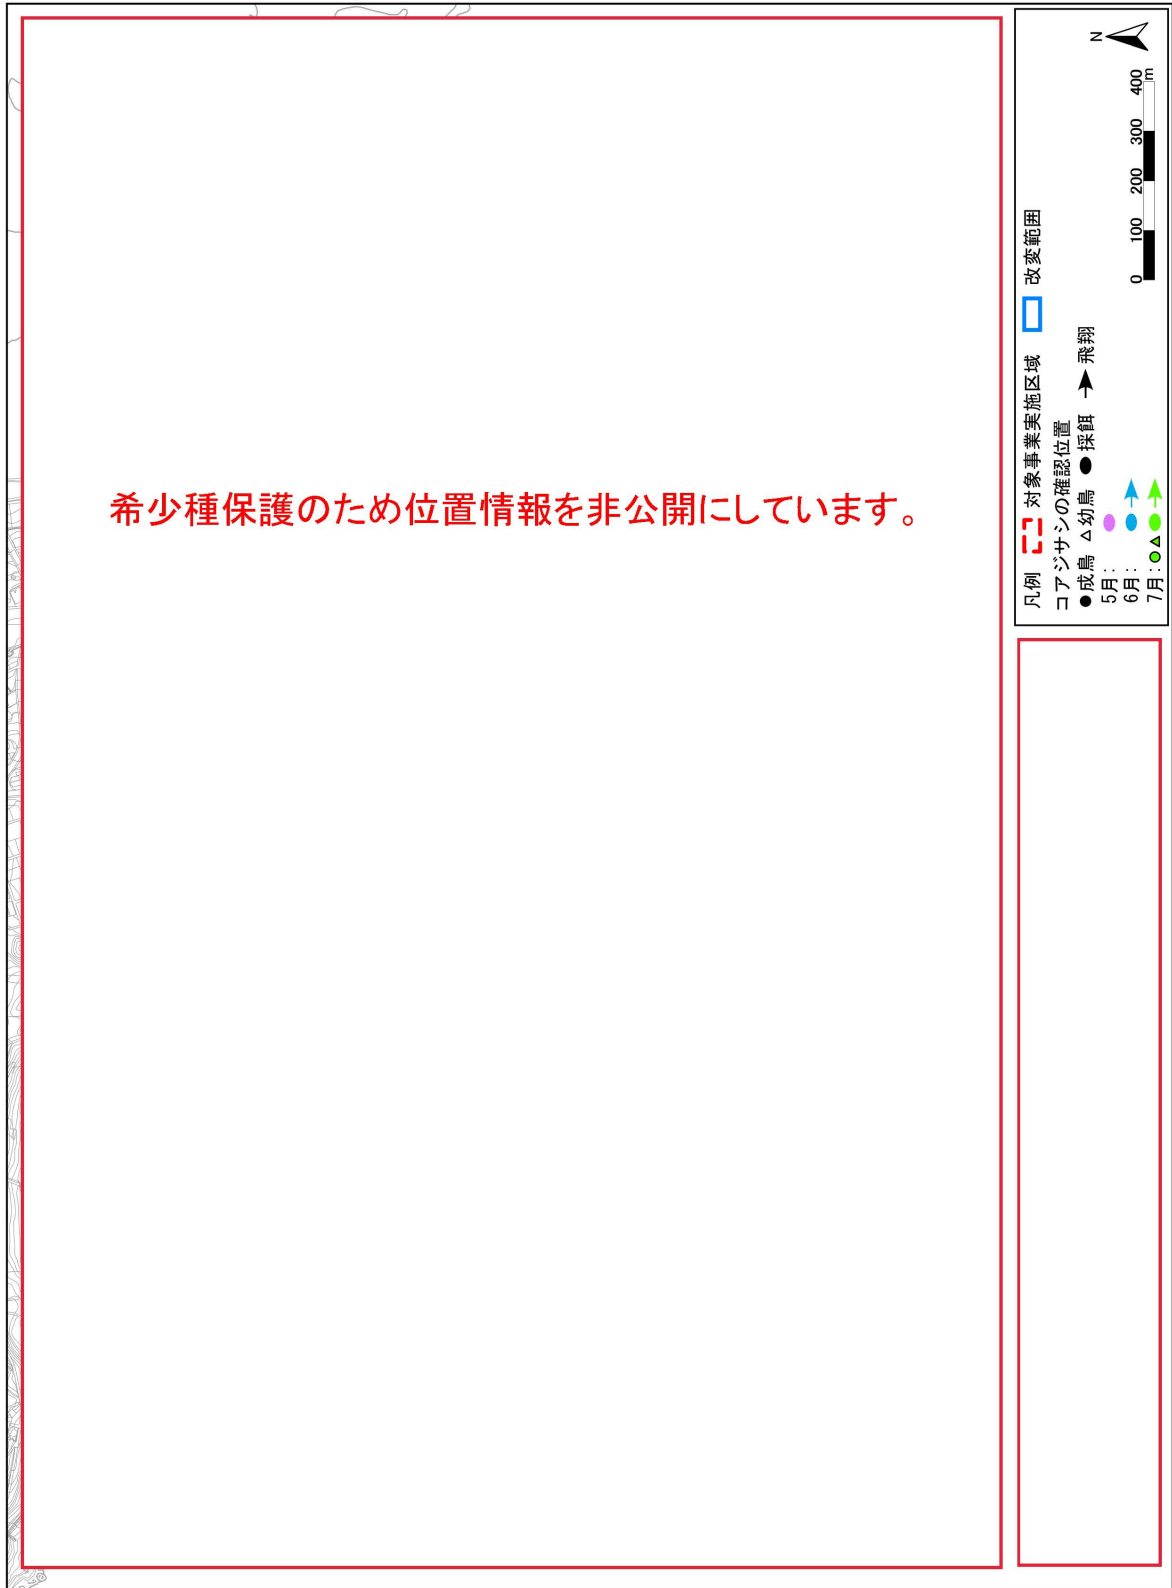 希少種保護のため位置情報を非公開にしています。
凡例 対象事業実施区域 改変範囲
コアジサシの確認位置
成鳥 幼鳥 採餌 飛翔
5月：
6月：
7月：
0 100 200 300 400
m
N